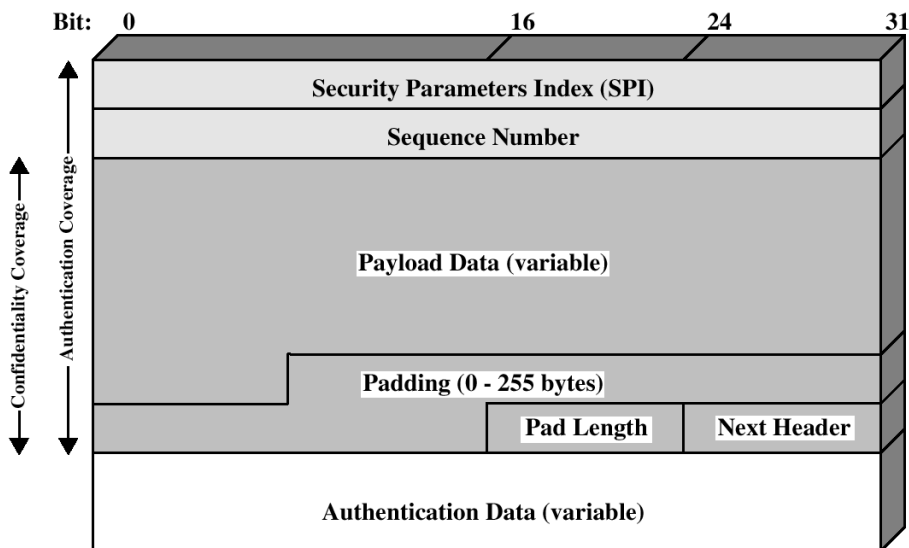 Bit: 0 16 24 31
Security Parameters Index (SPI)
Sequence Number
Payload Data (variable)
Padding (0 - 255 bytes)
Pad Length Next Header
Authentication Data (variable)
Confidentiality Coverage
Authentication Coverage